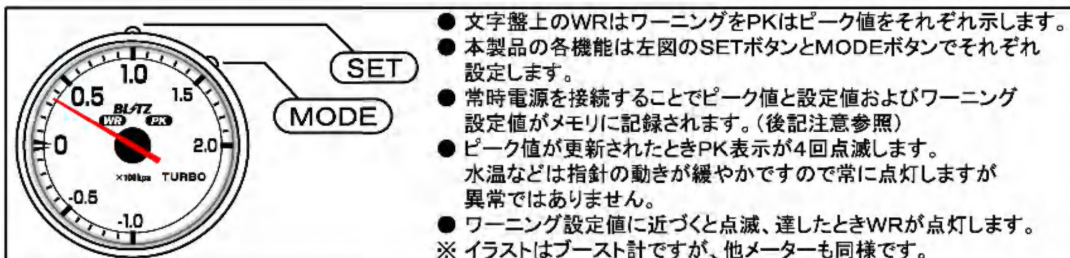 SET
MODE
1.0
0.5
1.5
BLITZ
WR
PK
0
2.0
×100kpa TURBO
-0.5
-1.0
● 文字盤上のWRはワーニングをPKはピーク値をそれぞれ示します。
● 本製品の各機能は左図のSETボタンとMODEボタンでそれぞれ
設定します。
● 常時電源を接続することでピーク値と設定値およびワーニング
設定値がメモリに記録されます。(後記注意参照)
● ピーク値が更新されたときPK表示が4回点滅します。
水温などは指針の動きが緩やかですので常に点灯しますが
異常ではありません。
● ワーニング設定値に近づくと点滅、達したときWRが点灯します。
※ イラストはブースト計ですが、他メーターも同様です。